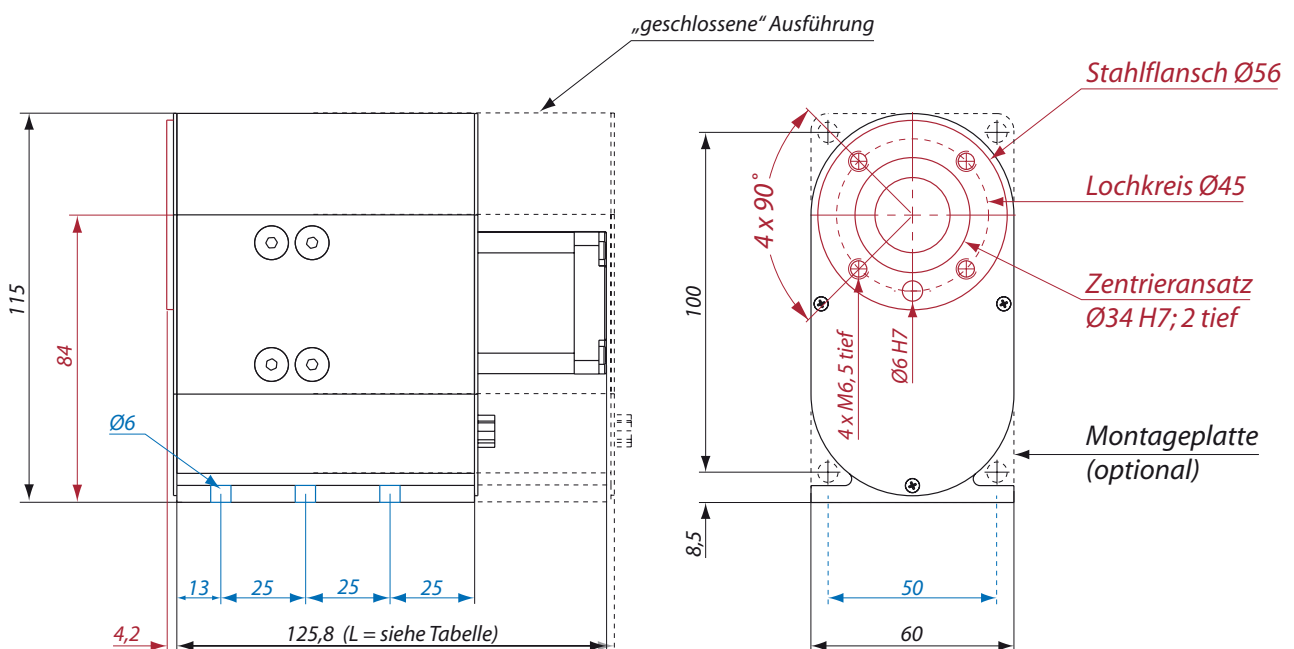 „geschlossene“ Ausführung
Stahlflansch Ø56
Lochkreis Ø45
4 x 90°
115
100
84
Zentrieransatz
Ø34 H7; 2 tief
4 x M6, 5 tief
Ø6 H7
Ø6
Montageplatte
(optional)
8,5
13
25
25
25
50
4,2
125,8 (L = siehe Tabelle)
60